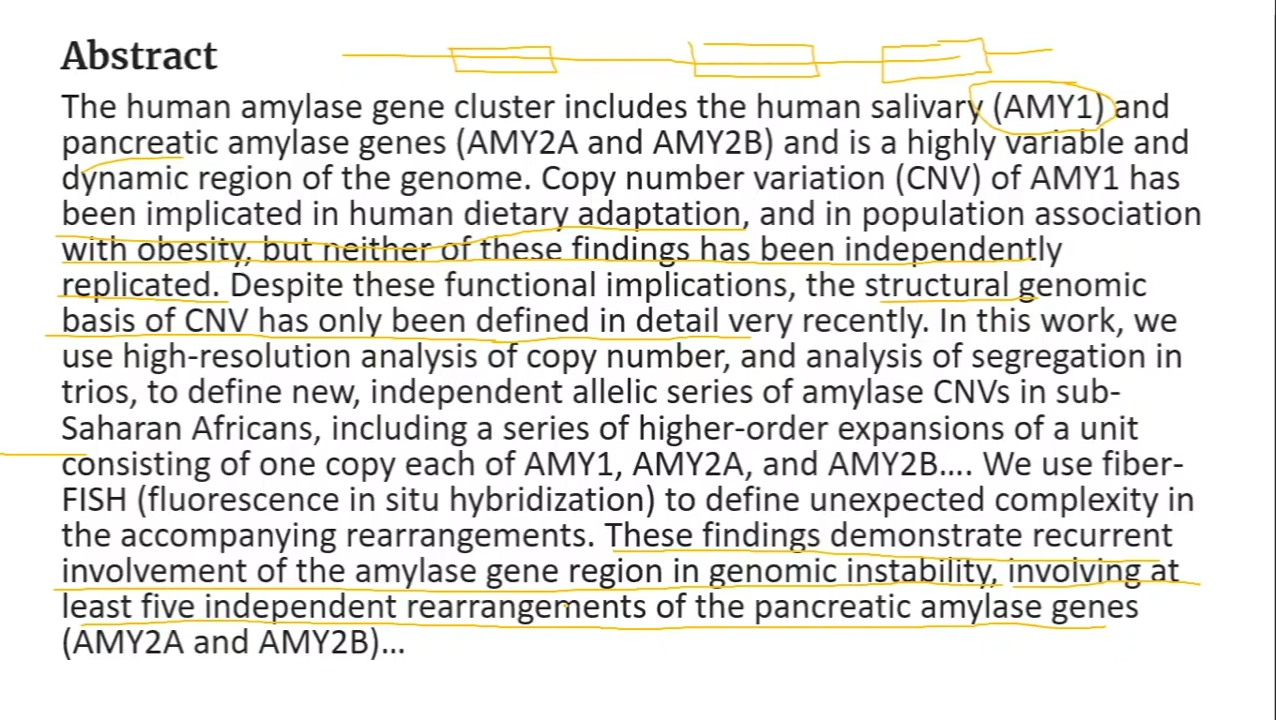 Abstract
The human amylase gene cluster includes the human salivary (AMY1) and
pancreatic amylase genes (AMY2A and AMY2B) and is a highly variable and
dynamic region of the genome. Copy number variation (CNV) of AMY1 has
been implicated in human dietary adaptation, and in population association
with obesity, but neither of these findings has been independently
replicated. Despite these functional implications, the structural genomic
basis of CNV has only been defined in detail very recently. In this work, we
use high-resolution analysis of copy number, and analysis of segregation in
trios, to define new, independent allelic series of amylase CNVs in sub-
Saharan Africans, including a series of higher-order expansions of a unit
consisting of one copy each of AMY1, AMY2A, and AMY2B.... We use fiber-
FISH (fluorescence in situ hybridization) to define unexpected complexity in
the accompanying rearrangements. These findings demonstrate recurrent
involvement of the amylase gene region in genomic instability, involving at
least five independent rearrangements of the pancreatic amylase genes
(AMY2A and AMY2B)...